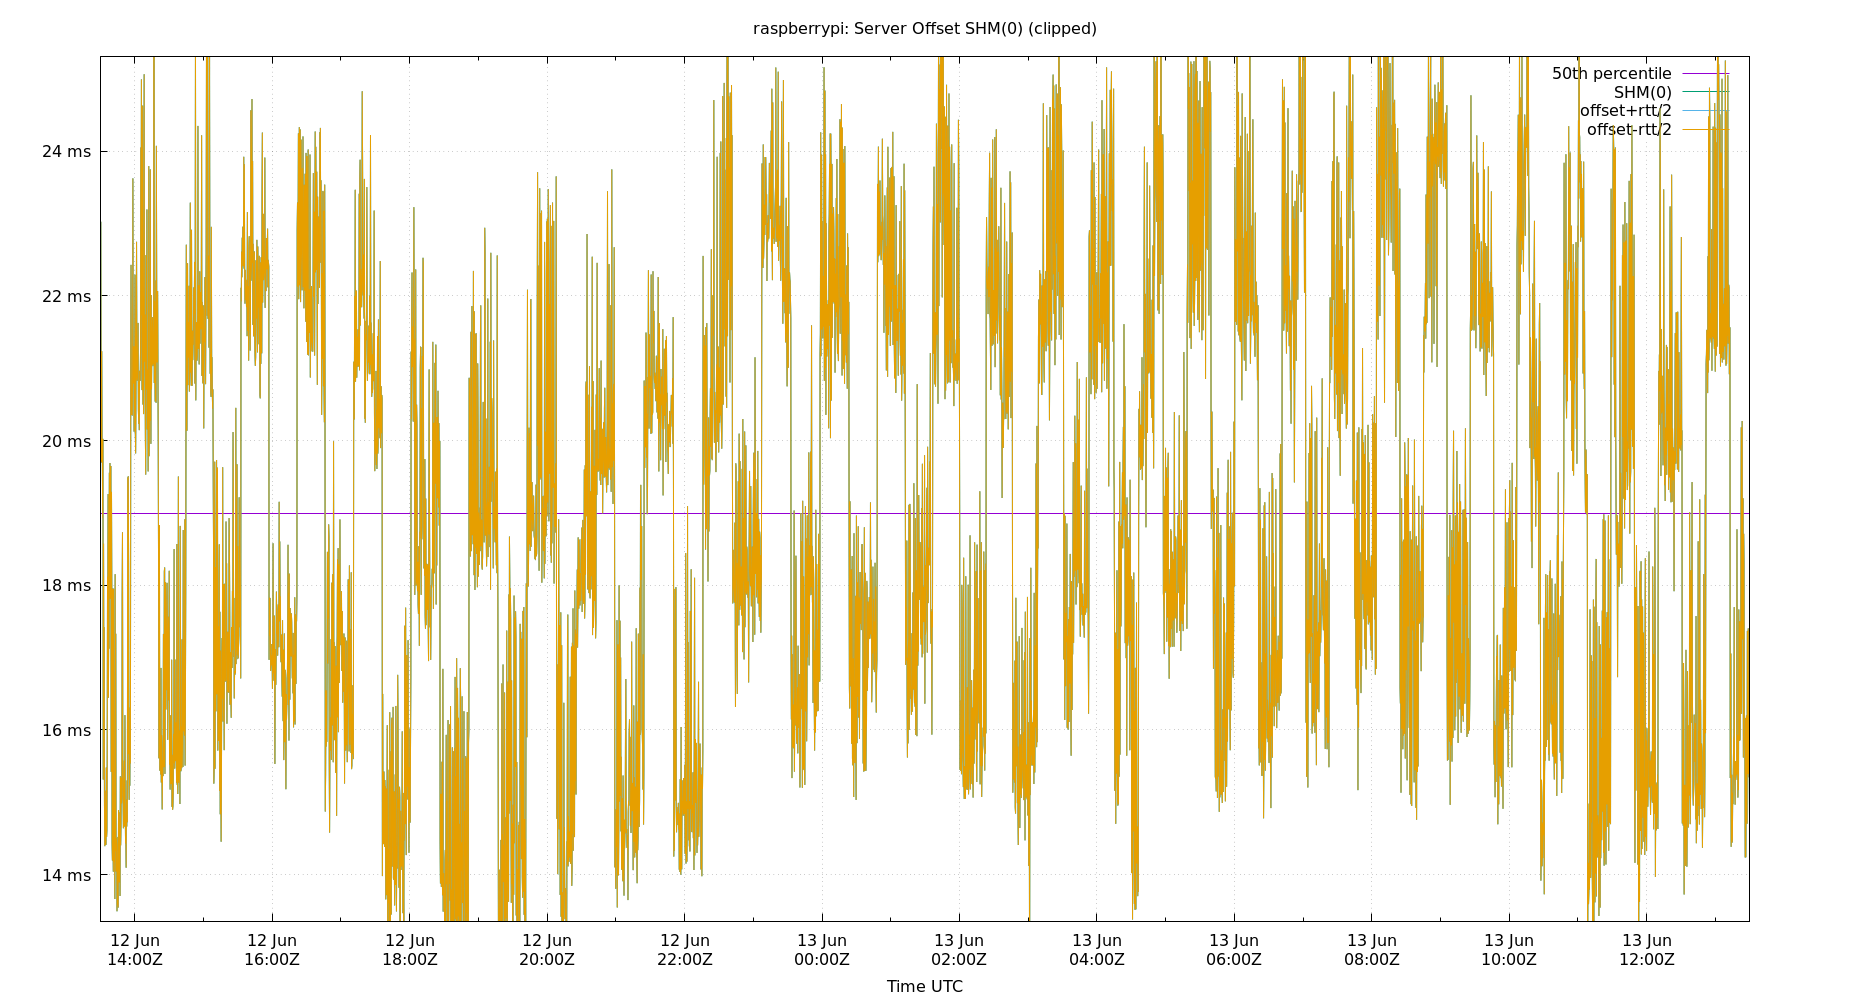 raspberrypi: Server Offset SHM(0) (clipped)
50th percentile
SHM(0)
offset+rtt/2
offset-rtt/2
24 ms
22 ms
20 ms
18 ms
16 ms
14 ms
12 Jun 12 Jun 12 Jun 12 Jun 12 Jun 13 Jun 13 Jun 13 Jun 13 Jun 13 Jun 13 Jun 13 Jun
14:00Z 16:00Z 18:00Z 20:00Z 22:00Z 00:00Z 02:00Z 04:00Z 06:00Z 08:00Z 10:00Z 12:00Z
Time UTC